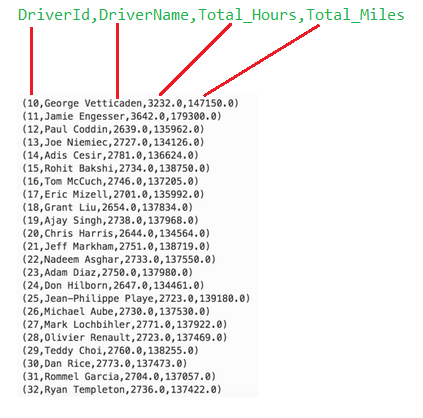 DriverId,DriverName,Total_Hours,Total_Miles
(10,George Vetticaden,3232.0,147150.0)
(11,Jamie Engesser,3642.0,179300.0)
(12,Paul Coddin,2639.0,135962.0)
(13,Joe Niemiec,2727.0,134126.0)
(14,Adis Cesir,2781.0,136624.0)
(15,Rohit Bakshi,2734.0,138750.0)
(16,Tom McCuch,2746.0,137205.0)
(17,Eric Mizell,2701.0,135992.0)
(18,Grant Liu,2654.0,137834.0)
(19,Ajay Singh,2738.0,137968.0)
(20,Chris Harris,2644.0,134564.0)
(21,Jeff Markham,2751.0,138719.0)
(22,Nadeem Asghar,2733.0,137550.0)
(23,Adam Diaz,2750.0,137980.0)
(24,Don Hilborn,2647.0,134461.0)
(25,Jean-Philippe Playe,2723.0,139180.0)
(26,Michael Aube,2730.0,137530.0)
(27,Mark Lochbihler,2771.0,137922.0)
(28,Olivier Renault,2723.0,137469.0)
(29,Teddy Choi,2760.0,138255.0)
(30,Dan Rice,2773.0,137473.0)
(31,Rommel Garcia,2704.0,137057.0)
(32,Ryan Templeton,2736.0,137422.0)